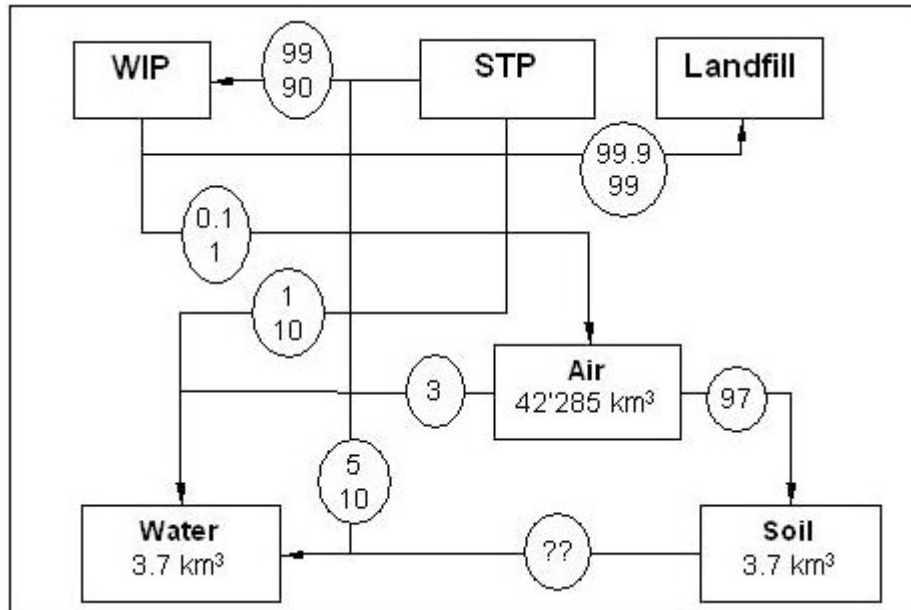 WIP
99
90
STP
Landfill
99.9
99
0.1
1
1
10
Air
42'285 km³
3
97
5
10
Water
3.7 km³
??
Soil
3.7 km³